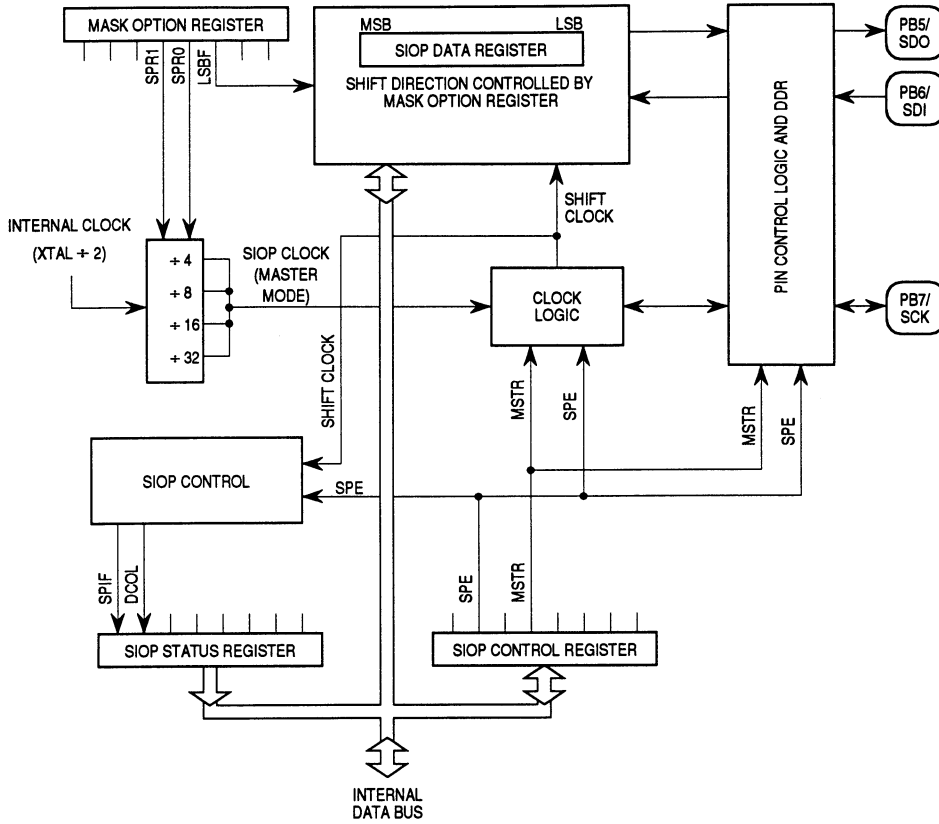 MASK OPTION REGISTER
SPR1
SPR0
LSBF
MSB
LSB
SIOP DATA REGISTER
SHIFT DIRECTION CONTROLLED BY
MASK OPTION REGISTER
PB5/
SDO
PB6/
SDI
PIN CONTROL LOGIC AND DDR
SHIFT
CLOCK
INTERNAL CLOCK
(XTAL ÷ 2)
÷ 4
÷ 8
÷ 16
÷ 32
SIOP CLOCK
(MASTER
MODE)
CLOCK
LOGIC
PB7/
SCK
SHIFT CLOCK
MSTR
SPE
MSTR
SPE
SIOP CONTROL
SPE
SPIF
DCOL
SPE
MSTR
SIOP STATUS REGISTER
SIOP CONTROL REGISTER
INTERNAL
DATA BUS